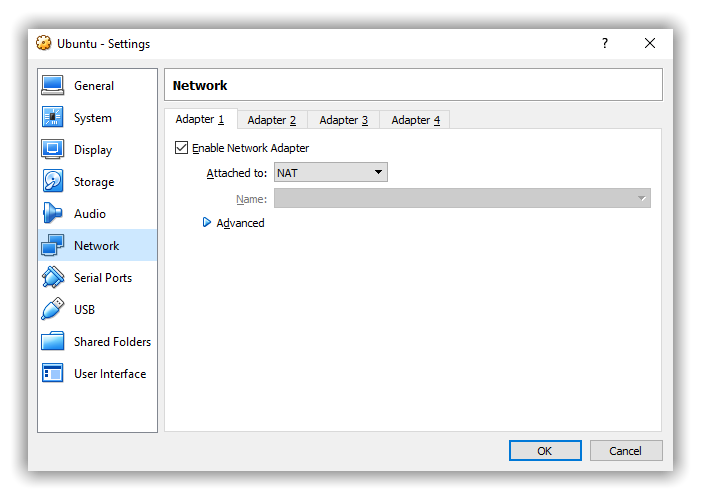 Ubuntu - Settings
?
General
System
Display
Storage
Audio
Network
Serial Ports
USB
Shared Folders
User Interface
Network
Adapter 1 Adapter 2 Adapter 3 Adapter 4
Enable Network Adapter
Attached to: NAT
Name:
Advanced
OK Cancel